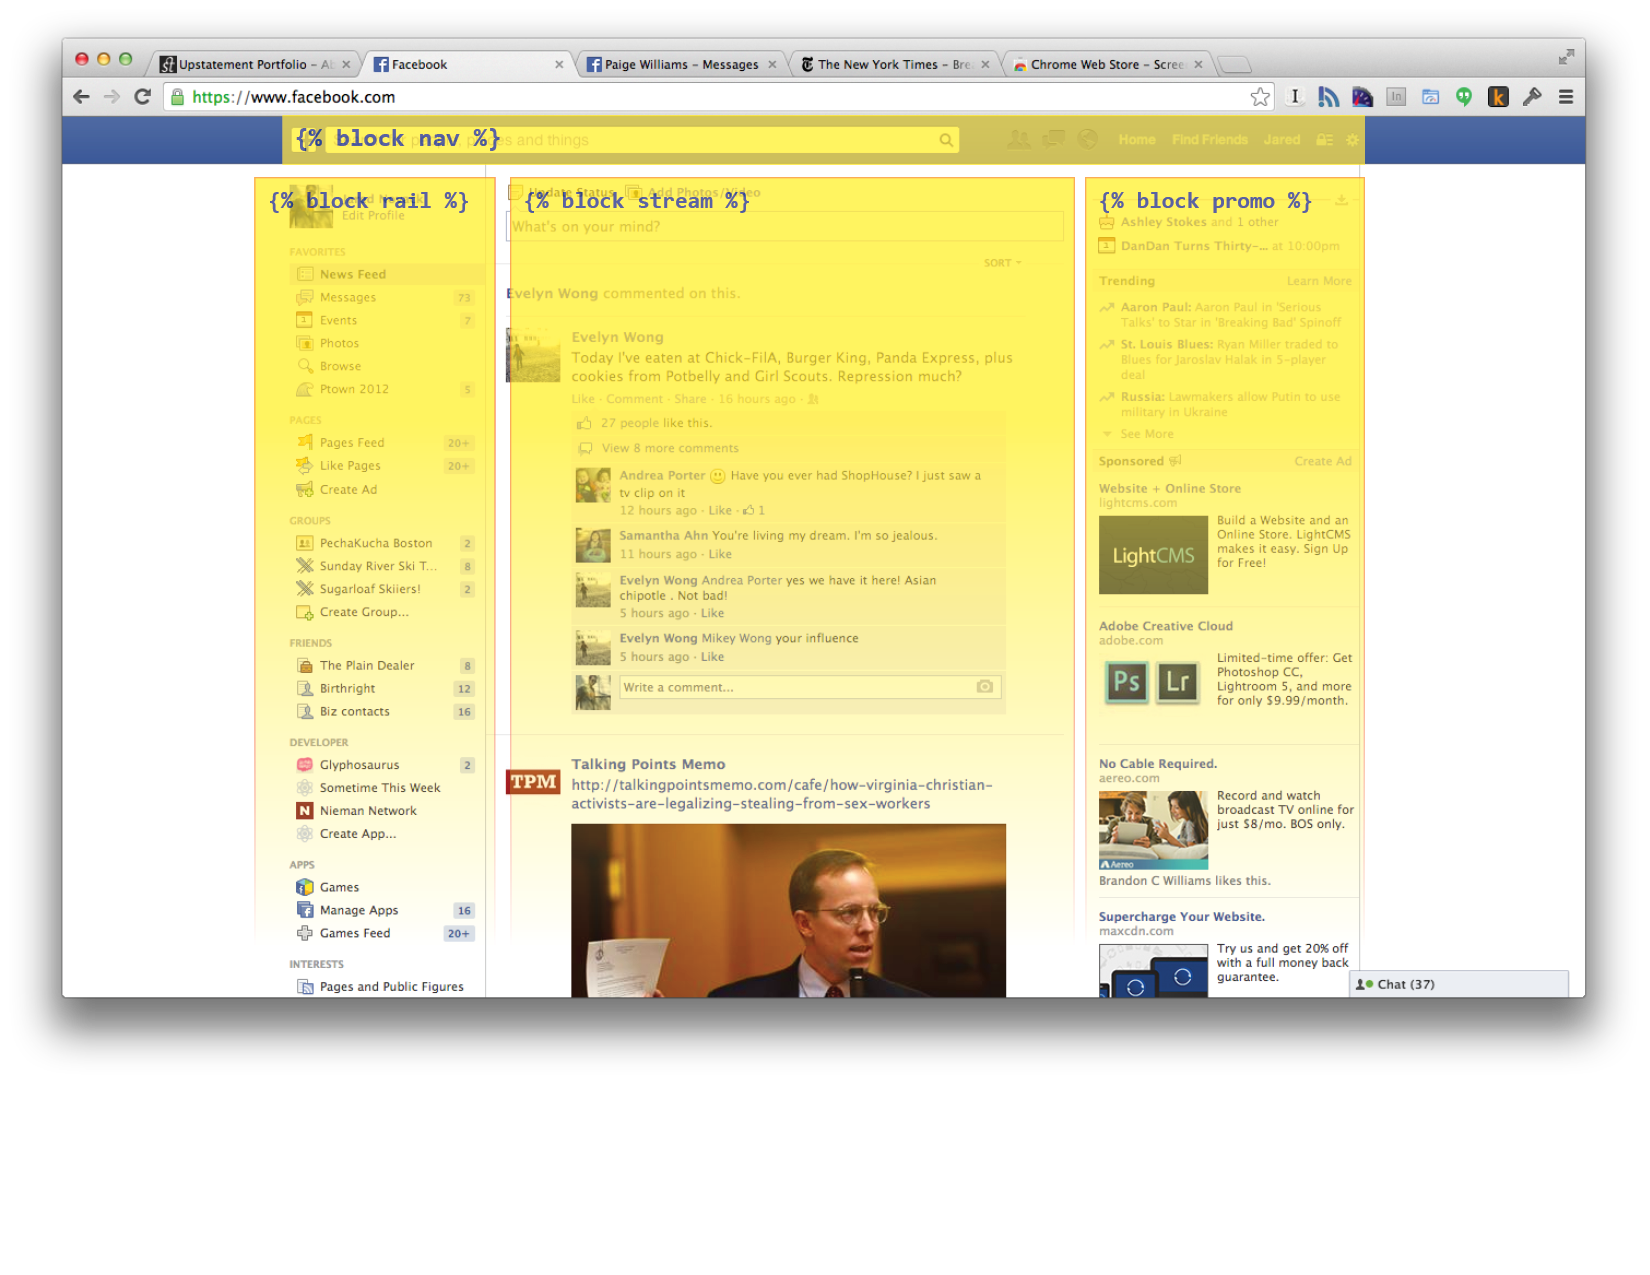 Upstatement Portfolio – Ab
Facebook
Paige Williams – Messages
The New York Times – Brea
Chrome Web Store – Scree
https://www.facebook.com
{% block nav %}
and things
Home
Find Friends
Jared
{% block rail %}
Edit Profile
FAVORITES
News Feed
Messages 73
Events 7
Photos
Browse
Ptown 2012 5
PAGES
Pages Feed 20+
Like Pages 20+
Create Ad
GROUPS
PechaKucha Boston 2
Sunday River Ski T... 8
Sugarloaf Skiiers! 2
Create Group...
FRIENDS
The Plain Dealer 8
Birthright 12
Biz contacts 16
DEVELOPER
Glyphosaurus 2
Sometime This Week
N Nieman Network
Create App...
APPS
Games
Manage Apps 16
Games Feed 20+
INTERESTS
Pages and Public Figures
Update Status Add Photos/Video
{% block stream %}
What's on your mind?
SORT
Evelyn Wong commented on this.
Evelyn Wong
Today I've eaten at Chick-FilA, Burger King, Panda Express, plus
cookies from Potbelly and Girl Scouts. Repression much?
Like · Comment · Share · 16 hours ago ·
27 people like this.
View 8 more comments
Andrea Porter Have you ever had ShopHouse? I just saw a
tv clip on it
12 hours ago · Like · 1
Samantha Ahn You're living my dream. I'm so jealous.
11 hours ago · Like
Evelyn Wong Andrea Porter yes we have it here! Asian
chipotle . Not bad!
5 hours ago · Like
Evelyn Wong Mikey Wong your influence
5 hours ago · Like
Write a comment...
TPM
Talking Points Memo
http://talkingpointsmemo.com/cafe/how-virginia-christian-
activists-are-legalizing-stealing-from-sex-workers
{% block promo %}
Ashley Stokes and 1 other
DanDan Turns Thirty-... at 10:00pm
Trending Learn More
Aaron Paul: Aaron Paul in 'Serious
Talks' to Star in 'Breaking Bad' Spinoff
St. Louis Blues: Ryan Miller traded to
Blues for Jaroslav Halak in 5-player
deal
Russia: Lawmakers allow Putin to use
military in Ukraine
See More
Sponsored Create Ad
Website + Online Store
lightcms.com
LightCMS
Build a Website and an
Online Store. LightCMS
makes it easy. Sign Up
for Free!
Adobe Creative Cloud
adobe.com
Ps Lr
Limited-time offer: Get
Photoshop CC,
Lightroom 5, and more
for only $9.99/month.
No Cable Required.
aereo.com
Aereo
Record and watch
broadcast TV online for
just $8/mo. BOS only.
Brandon C Williams likes this.
Supercharge Your Website.
maxcdn.com
Try us and get 20% off
with a full money back
guarantee.
Chat (37)